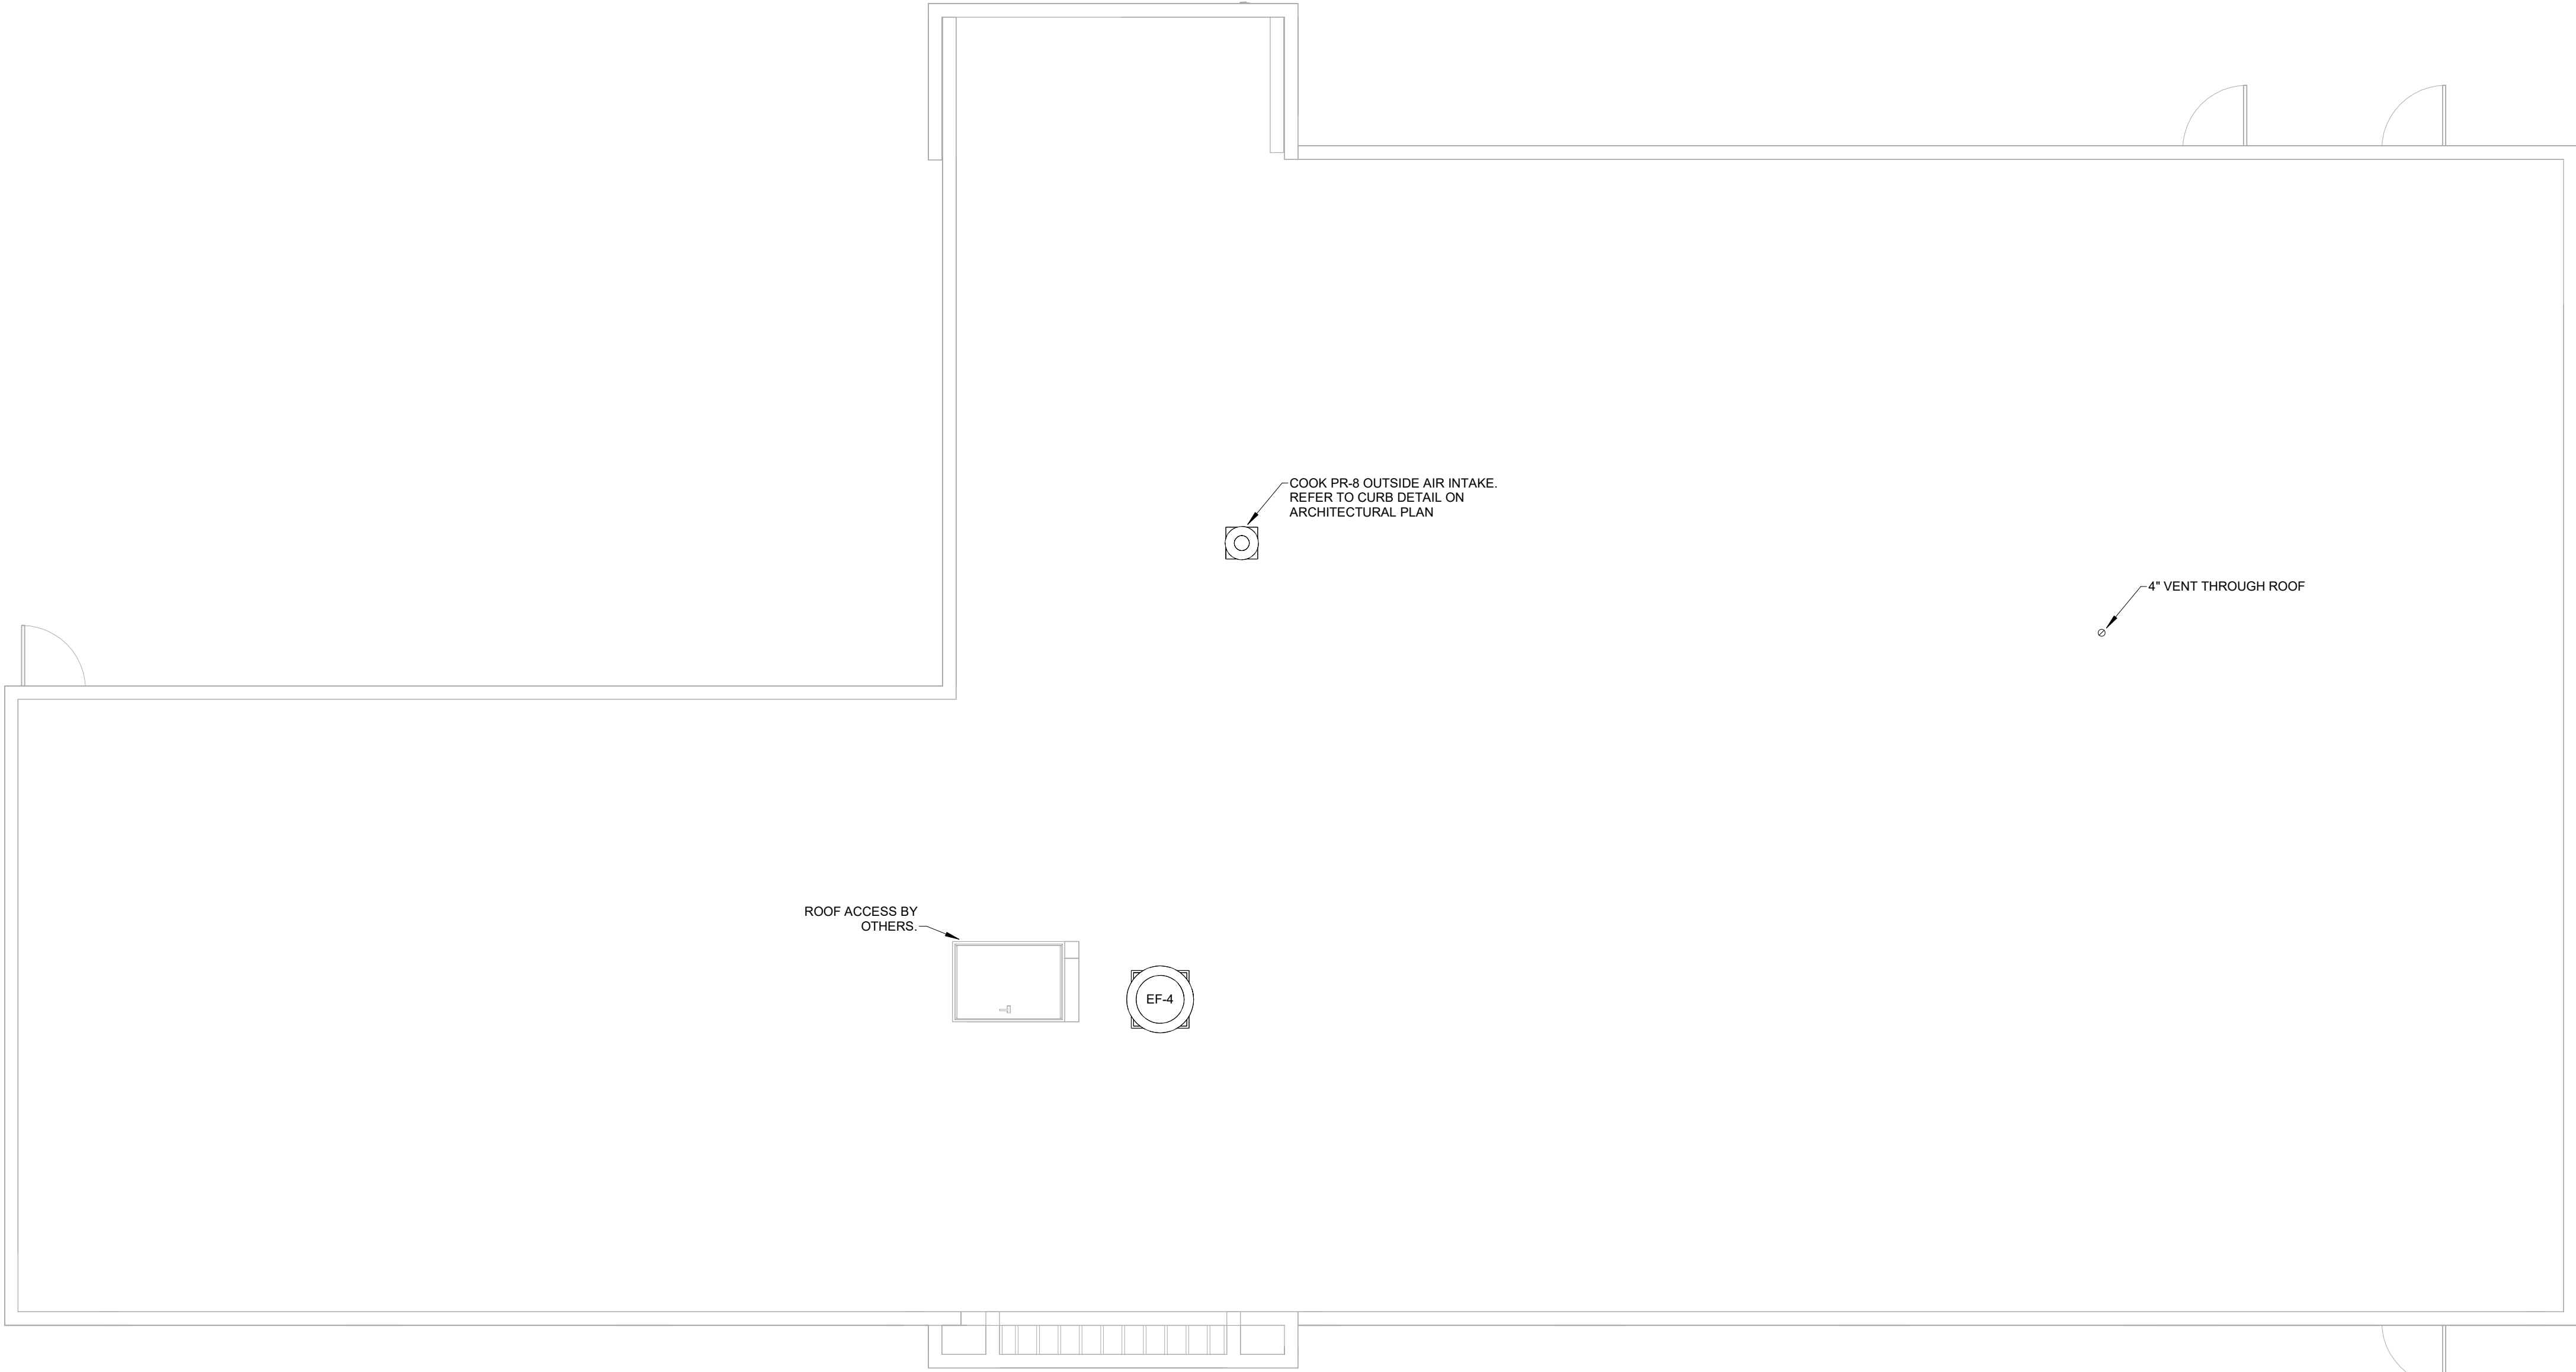 COOK PR-8 OUTSIDE AIR INTAKE.
REFER TO CURB DETAIL ON
ARCHITECTURAL PLAN
4" VENT THROUGH ROOF
ROOF ACCESS BY
OTHERS.
EF-4